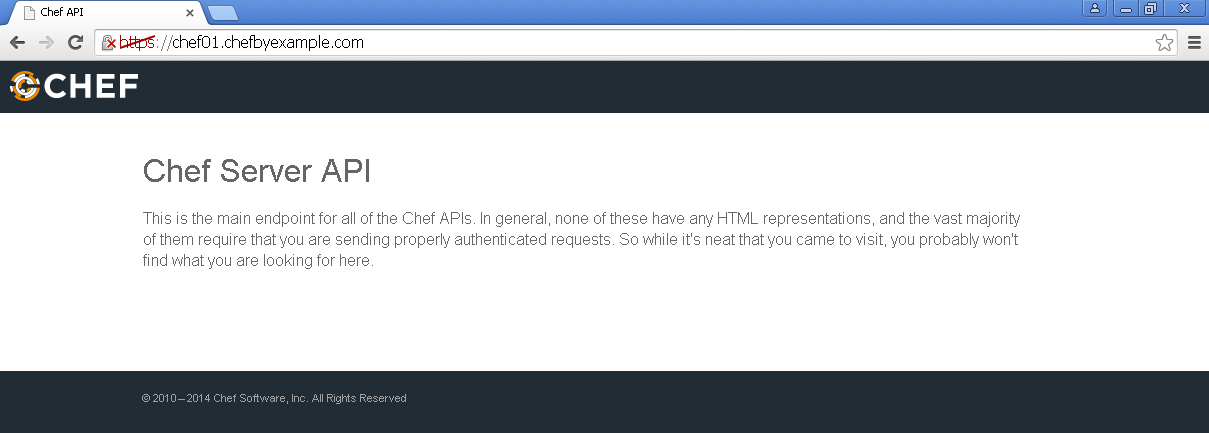 Chef API
https://chef01.chefbyexample.com
CHEF
Chef Server API
This is the main endpoint for all of the Chef APIs. In general, none of these have any HTML representations, and the vast majority
of them require that you are sending properly authenticated requests. So while it's neat that you came to visit, you probably won't
find what you are looking for here.
© 2010—2014 Chef Software, Inc. All Rights Reserved